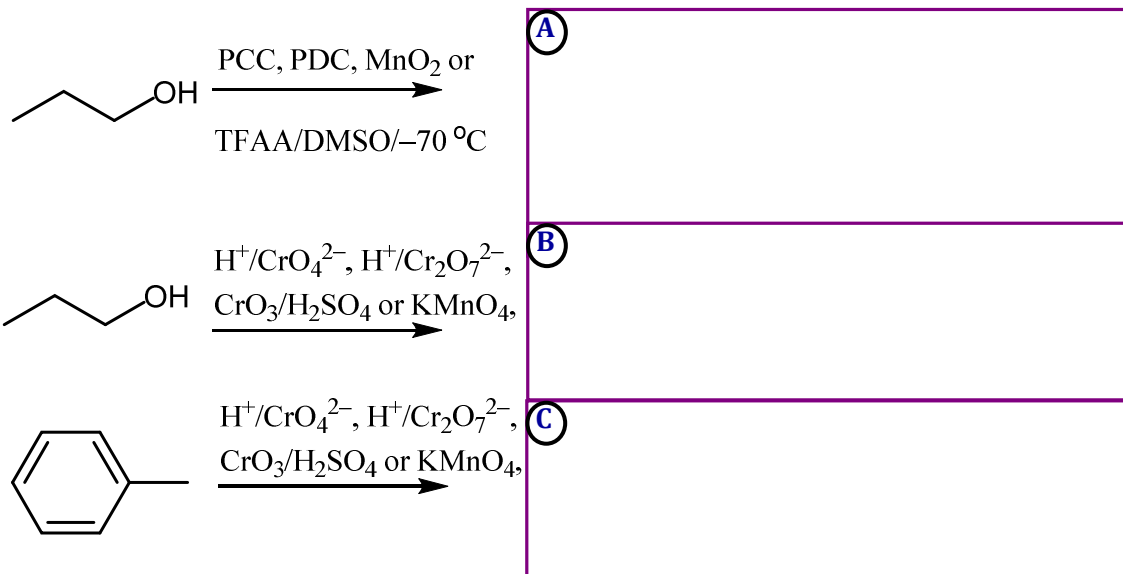 A
PCC, PDC, MnO₂ or
OH
TFAA/DMSO/–70 °C
B
H⁺/CrO₄²⁻, H⁺/Cr₂O₇²⁻,
OH
CrO₃/H₂SO₄ or KMnO₄,
H⁺/CrO₄²⁻, H⁺/Cr₂O₇²⁻,
C
CrO₃/H₂SO₄ or KMnO₄,